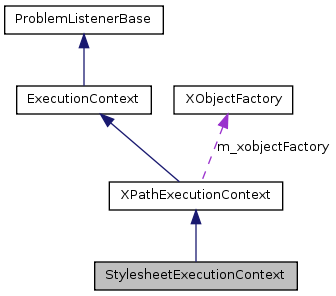 ProblemListenerBase
ExecutionContext
XObjectFactory
m_xobjectFactory
XPathExecutionContext
StylesheetExecutionContext